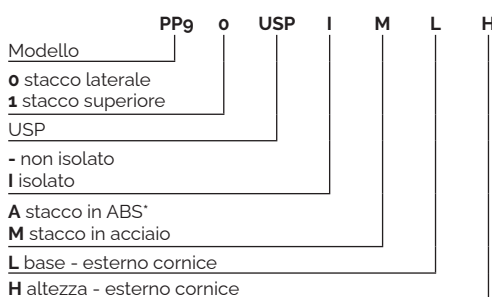 PP9 0 USP I M L H
Modello
0 stacco laterale
1 stacco superiore
USP
- non isolato
I isolato
A stacco in ABS*
M stacco in acciaio
L base - esterno cornice
H altezza - esterno cornice